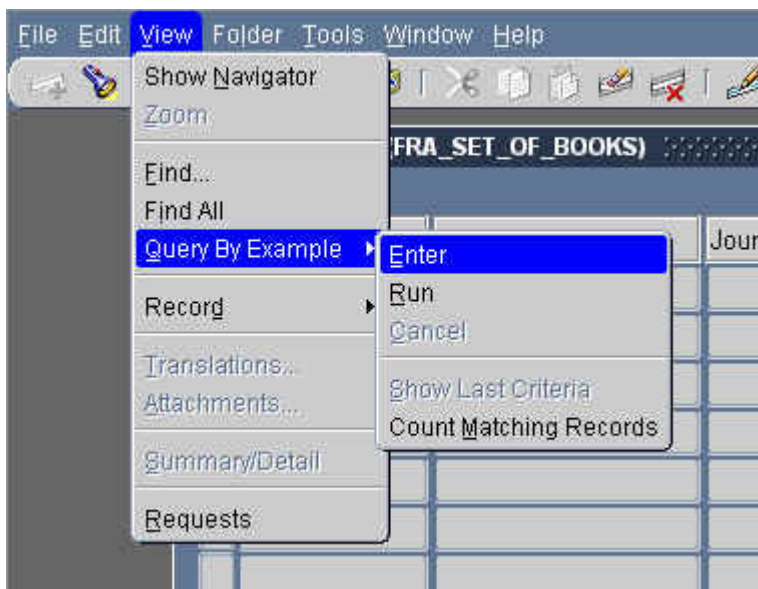 File Edit View Folder Tools Window Help
Show Navigator
Zoom
Find...
Find All
Query By Example
Record
Translations...
Attachments...
Summary/Detail
Requests
(FRA_SET_OF_BOOKS)
Jour
Enter
Run
Cancel
Show Last Criteria
Count Matching Records